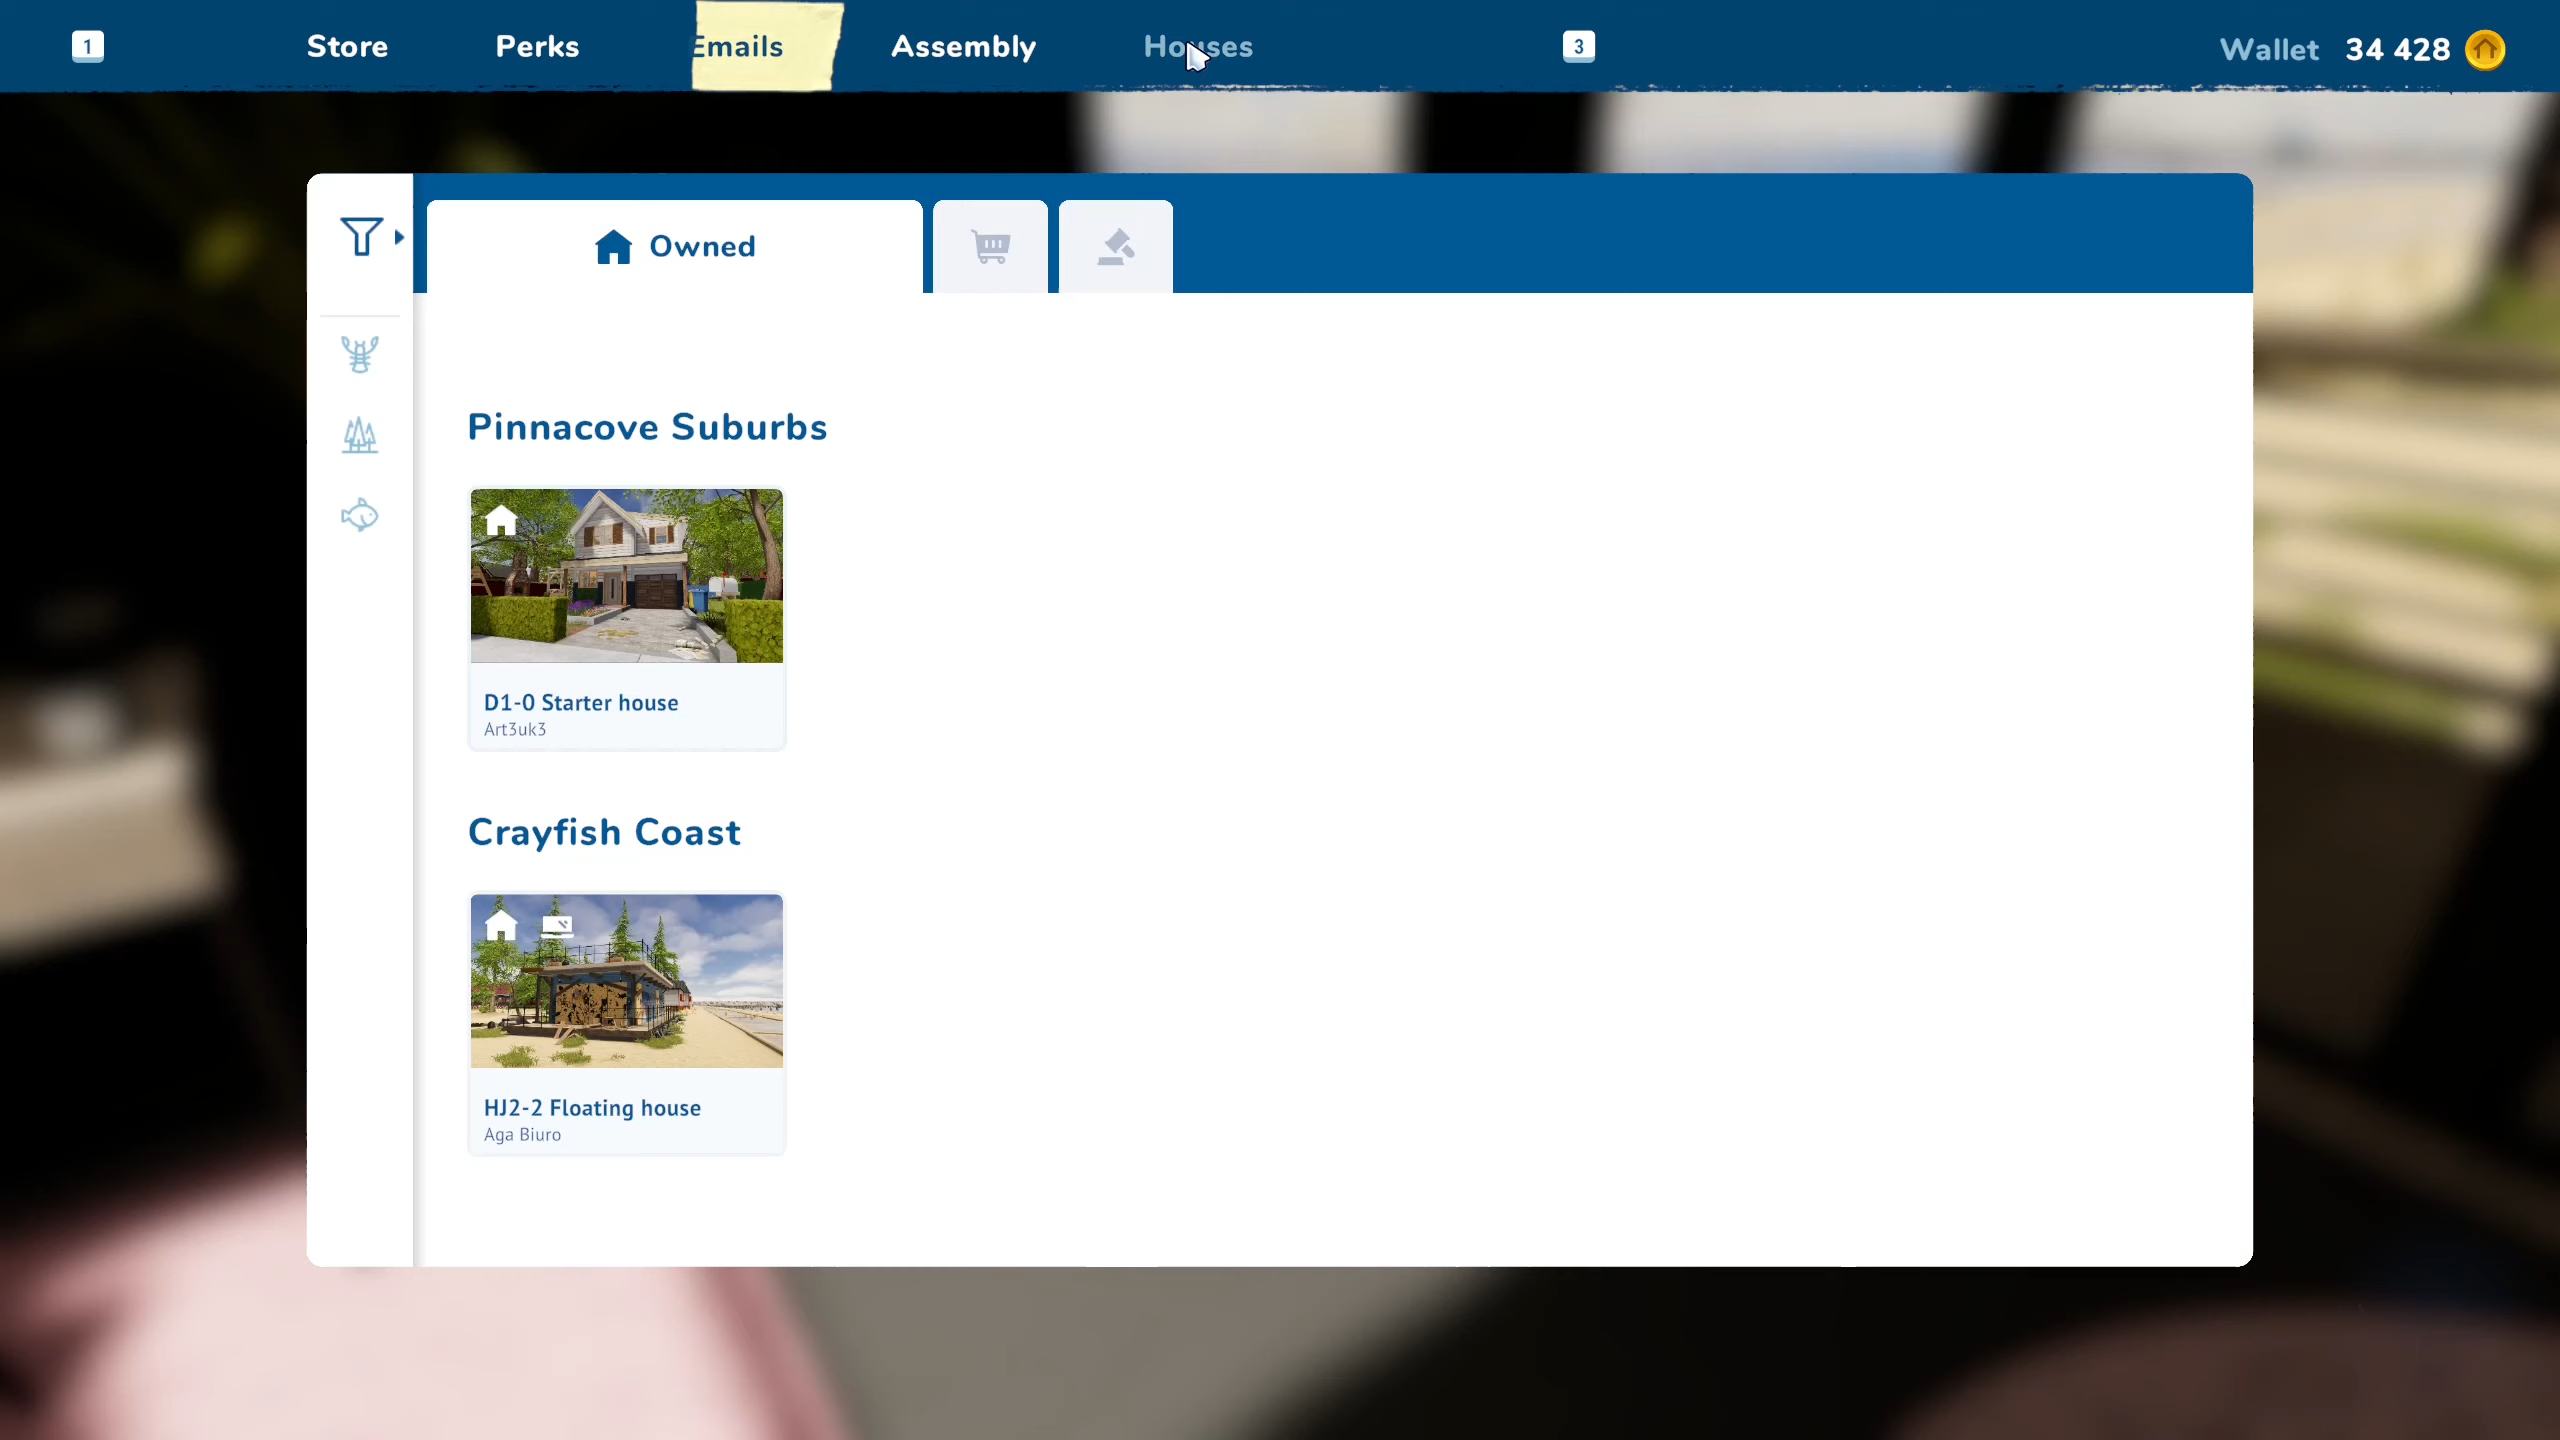 1
Store
Perks
Emails
Assembly
Houses
3
Wallet 34 428
Owned
Pinnacove Suburbs
D1-0 Starter house
Art3uk3
Crayfish Coast
HJ2-2 Floating house
Aga Biuro